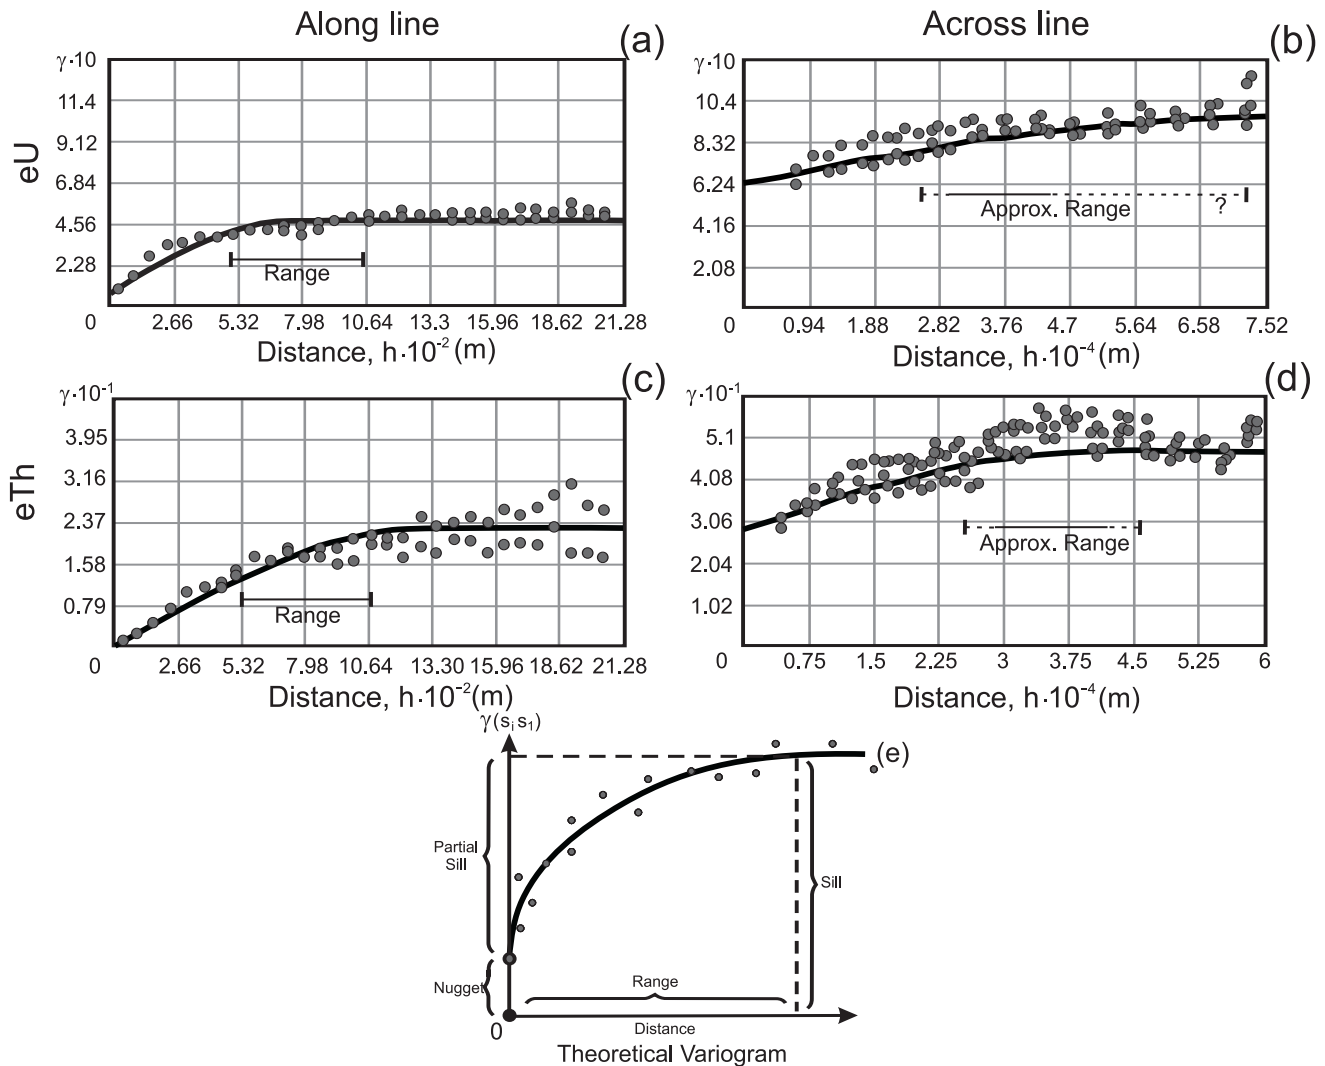 Along line
Across line
(a)
γ·10
11.4
9.12
6.84
4.56
2.28
0
eU
Range
2.66 5.32 7.98 10.64 13.3 15.96 18.62 21.28
Distance, h·10⁻² (m)
(b)
γ·10
10.4
8.32
6.24
4.16
2.08
0
Approx. Range
?
0.94 1.88 2.82 3.76 4.7 5.64 6.58 7.52
Distance, h·10⁻⁴ (m)
(c)
γ·10⁻¹
3.95
3.16
2.37
1.58
0.79
0
eTh
Range
2.66 5.32 7.98 10.64 13.30 15.96 18.62 21.28
Distance, h·10⁻² (m)
(d)
γ·10⁻¹
5.1
4.08
3.06
2.04
1.02
0
Approx. Range
0.75 1.5 2.25 3 3.75 4.5 5.25 6
Distance, h·10⁻⁴ (m)
γ(sᵢ s₁)
(e)
Partial
Sill
Sill
Nugget
Range
0
Distance
Theoretical Variogram